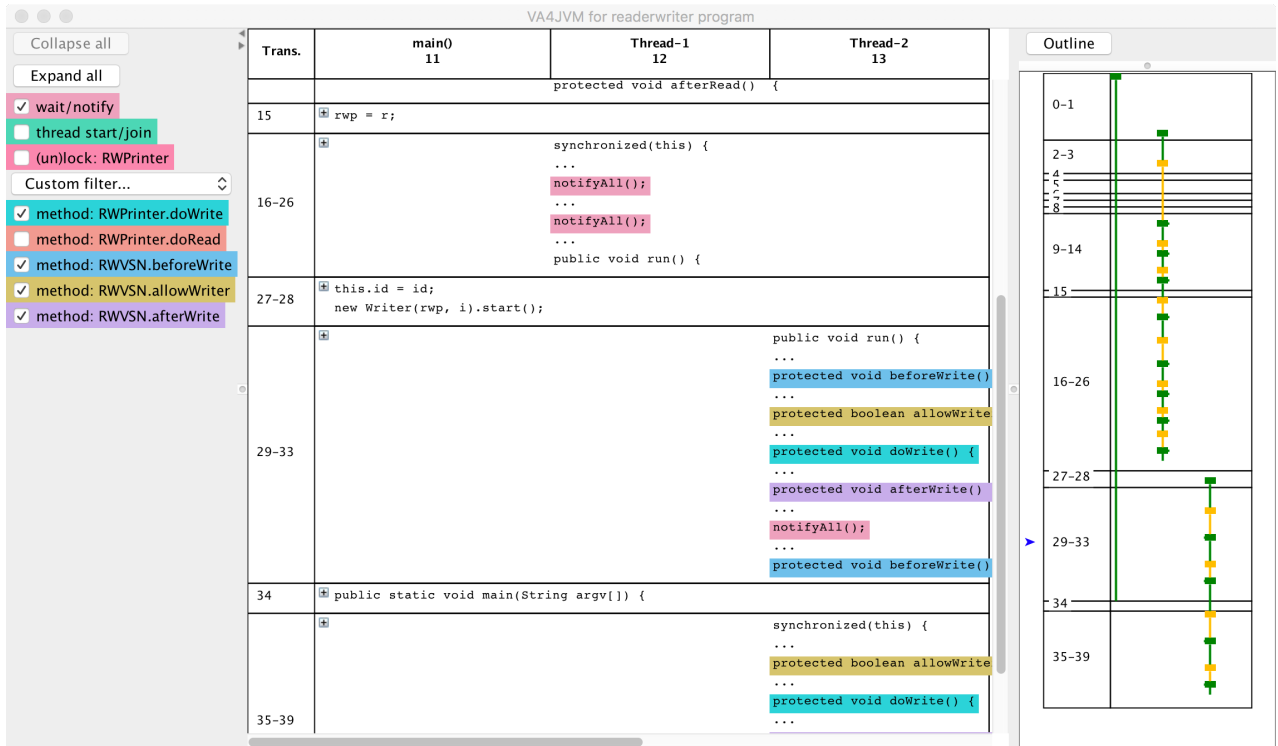 VA4JVM for readerwriter program
Collapse all
Expand all
wait/notify
thread start/join
(un)lock: RWPrinter
Custom filter...
method: RWPrinter.doWrite
method: RWPrinter.doRead
method: RWVSN.beforeWrite
method: RWVSN.allowWriter
method: RWVSN.afterWrite
Trans.
main()
11
Thread-1
12
Thread-2
13
protected void afterRead() {
15
rwp = r;
16-26
synchronized(this) {
...
notifyAll();
...
notifyAll();
...
public void run() {
27-28
this.id = id;
new Writer(rwp, i).start();
29-33
public void run() {
...
protected void beforeWrite()
...
protected boolean allowWrite
...
protected void doWrite() {
...
protected void afterWrite()
...
notifyAll();
...
protected void beforeWrite()
34
public static void main(String argv[]) {
35-39
synchronized(this) {
...
protected boolean allowWrite
...
protected void doWrite() {
...
Outline
0-1
2-3
4
5
8
9-14
15
16-26
27-28
29-33
34
35-39